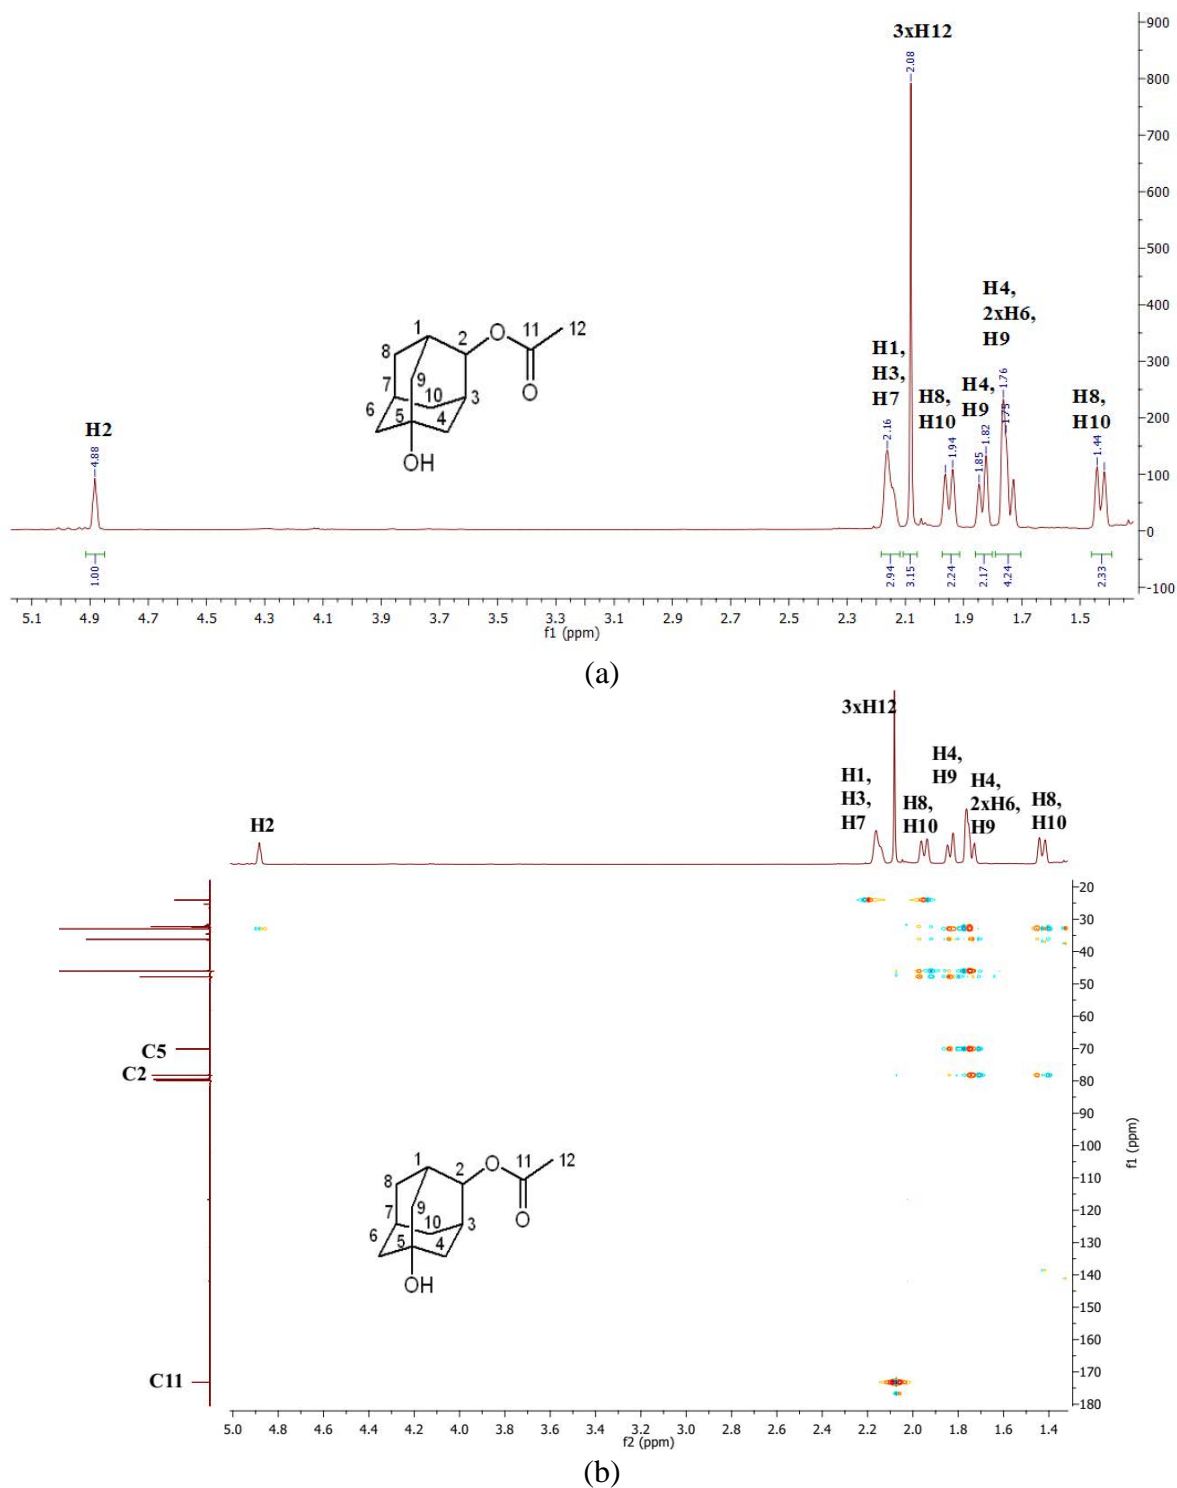 3xH12
2.08
H4,
2xH6,
H9
H1,
H3,
H7
H8,
H10
H4,
H9
H8,
H10
H2
4.88
2.16
1.94
1.85
1.82
1.76
1.75
1.44
1
2
3
4
5
6
7
8
9
10
11
12
O
O
OH
900
800
700
600
500
400
300
200
100
0
-100
1.00
2.94
3.15
2.24
2.17
4.24
2.33
5.1 4.9 4.7 4.5 4.3 4.1 3.9 3.7 3.5 3.3 3.1 2.9 2.7 2.5 2.3 2.1 1.9 1.7 1.5
f1 (ppm)
(a)
3xH12
H4,
H9
H1,
H3,
H7
H8,
H10
H4,
2xH6,
H9
H8,
H10
H2
C5
C2
C11
1
2
3
4
5
6
7
8
9
10
11
12
O
O
OH
20
30
40
50
60
70
80
90
100
110
120
130
140
150
160
170
180
f1 (ppm)
5.0 4.8 4.6 4.4 4.2 4.0 3.8 3.6 3.4 3.2 3.0 2.8 2.6 2.4 2.2 2.0 1.8 1.6 1.4
f2 (ppm)
(b)